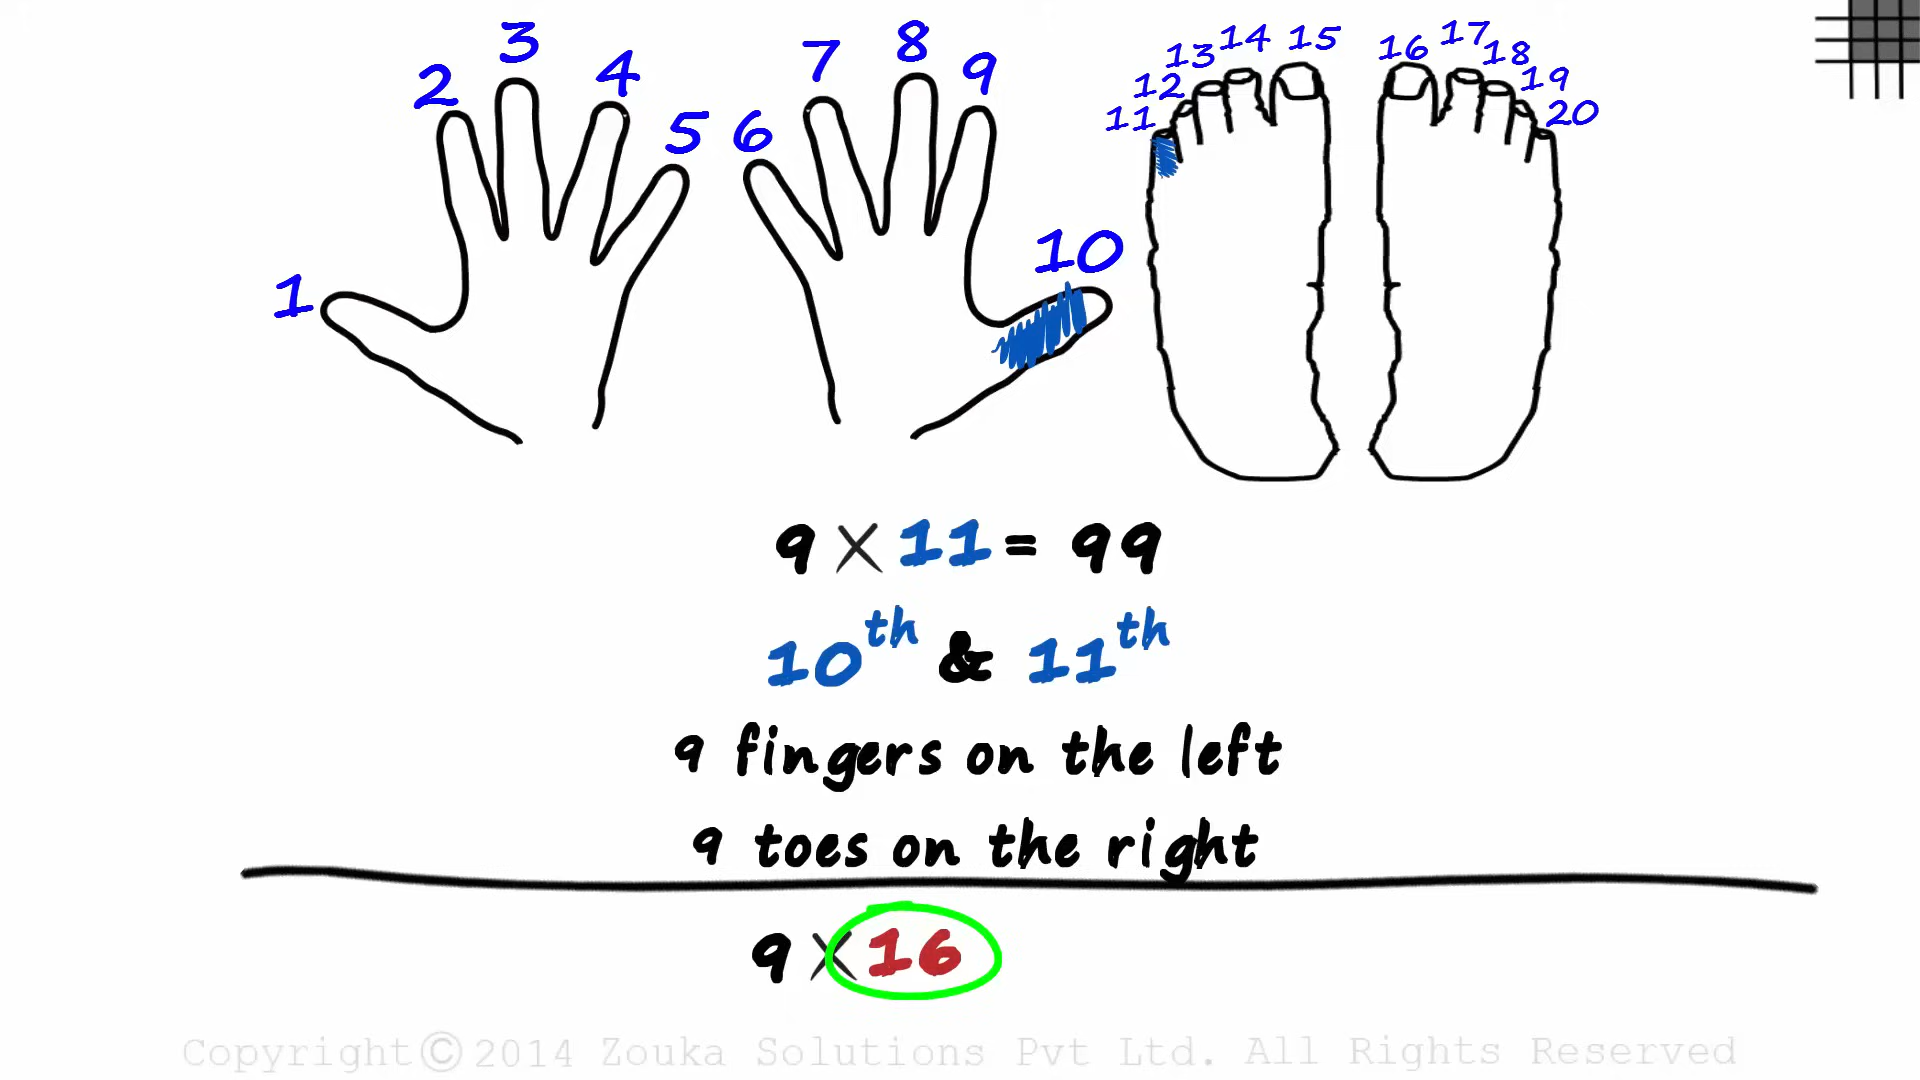 1 2 3 4 5 6 7 8 9 10 11 12 13 14 15 16 17 18 19 20
9 × 11 = 99
10th & 11th
9 fingers on the left
9 toes on the right
9 × 16
Copyright© 2014 Zouka Solutions Pvt Ltd. All Rights Reserved